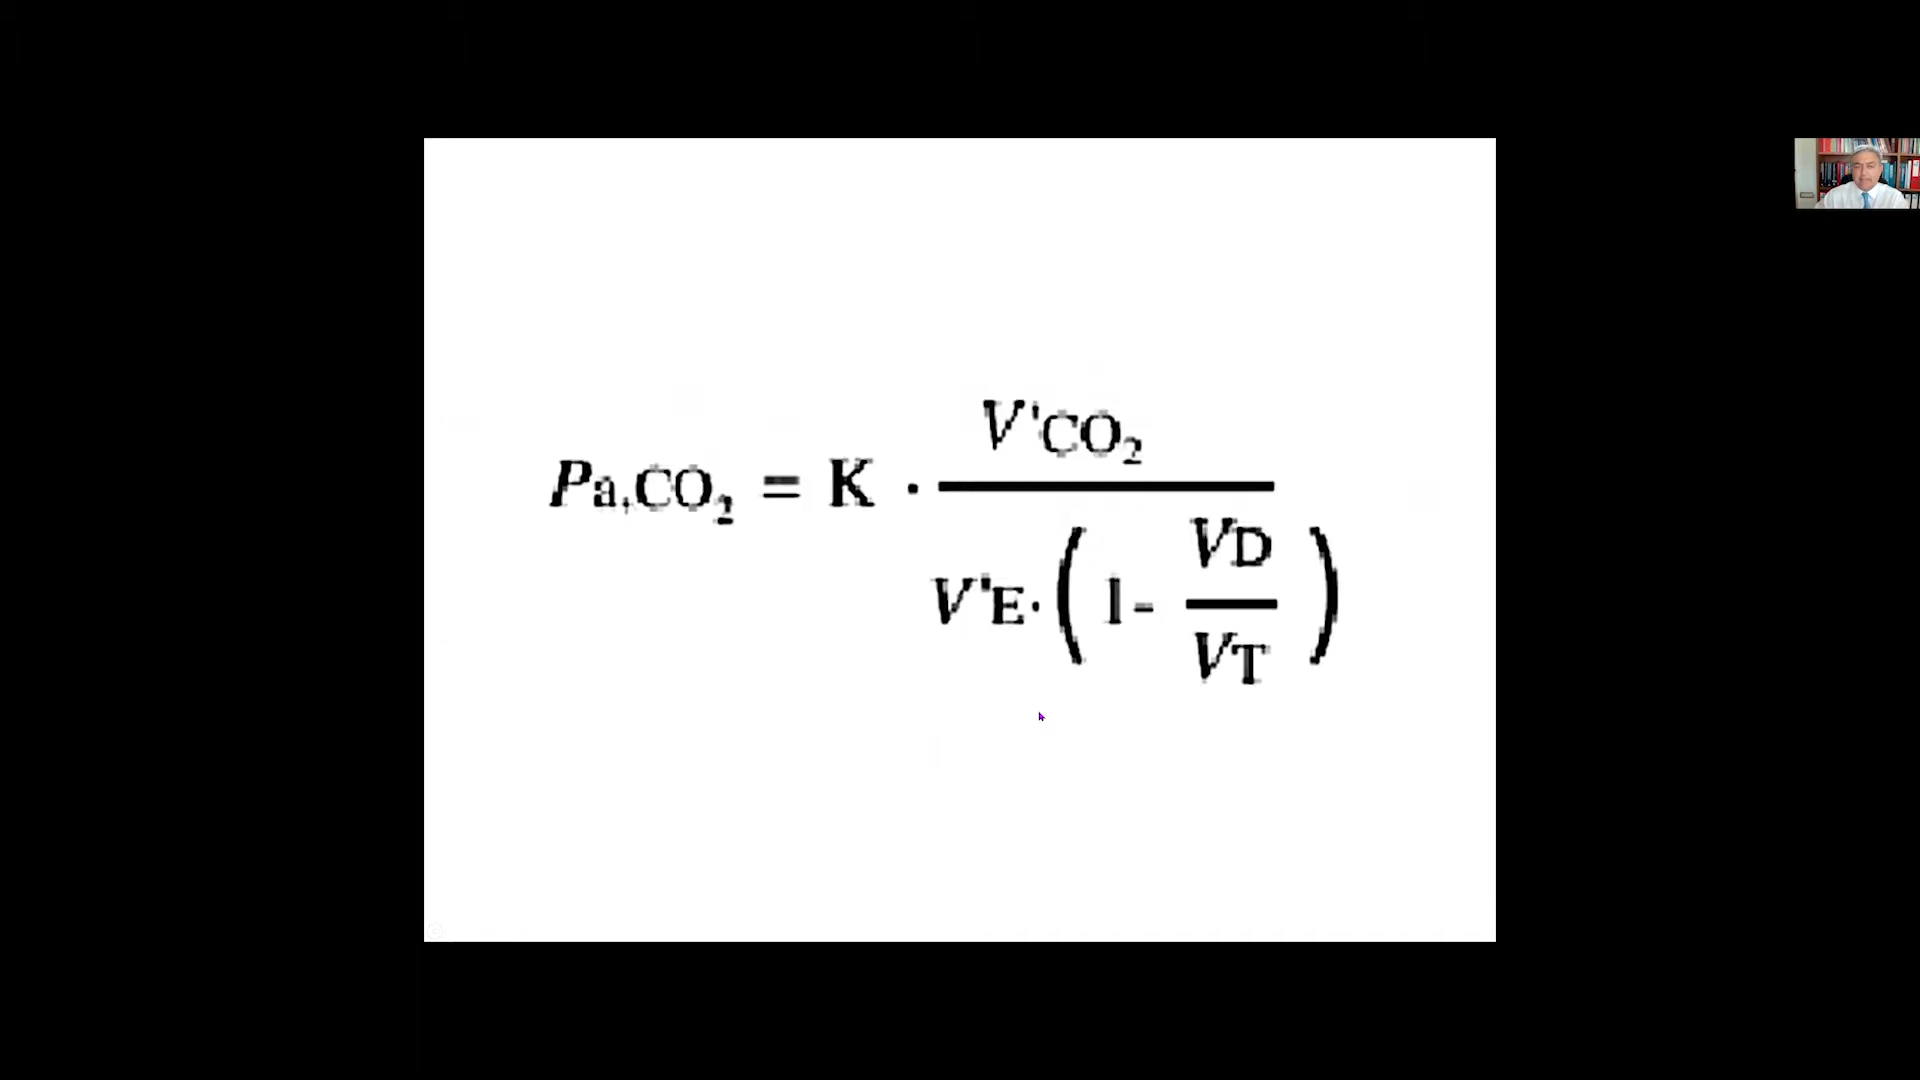 Pa,CO₂ = K · V'CO₂ / V'E·(1- VD / VT)